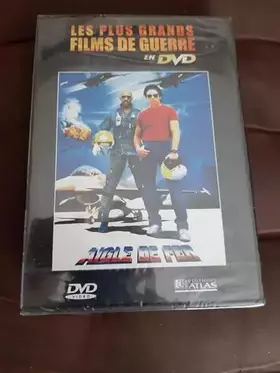 LES PLUS GRANDS
FILMS DE GUERRE
EN DVD
AIGLE DE FER
DVD
VIDEO
ATLAS